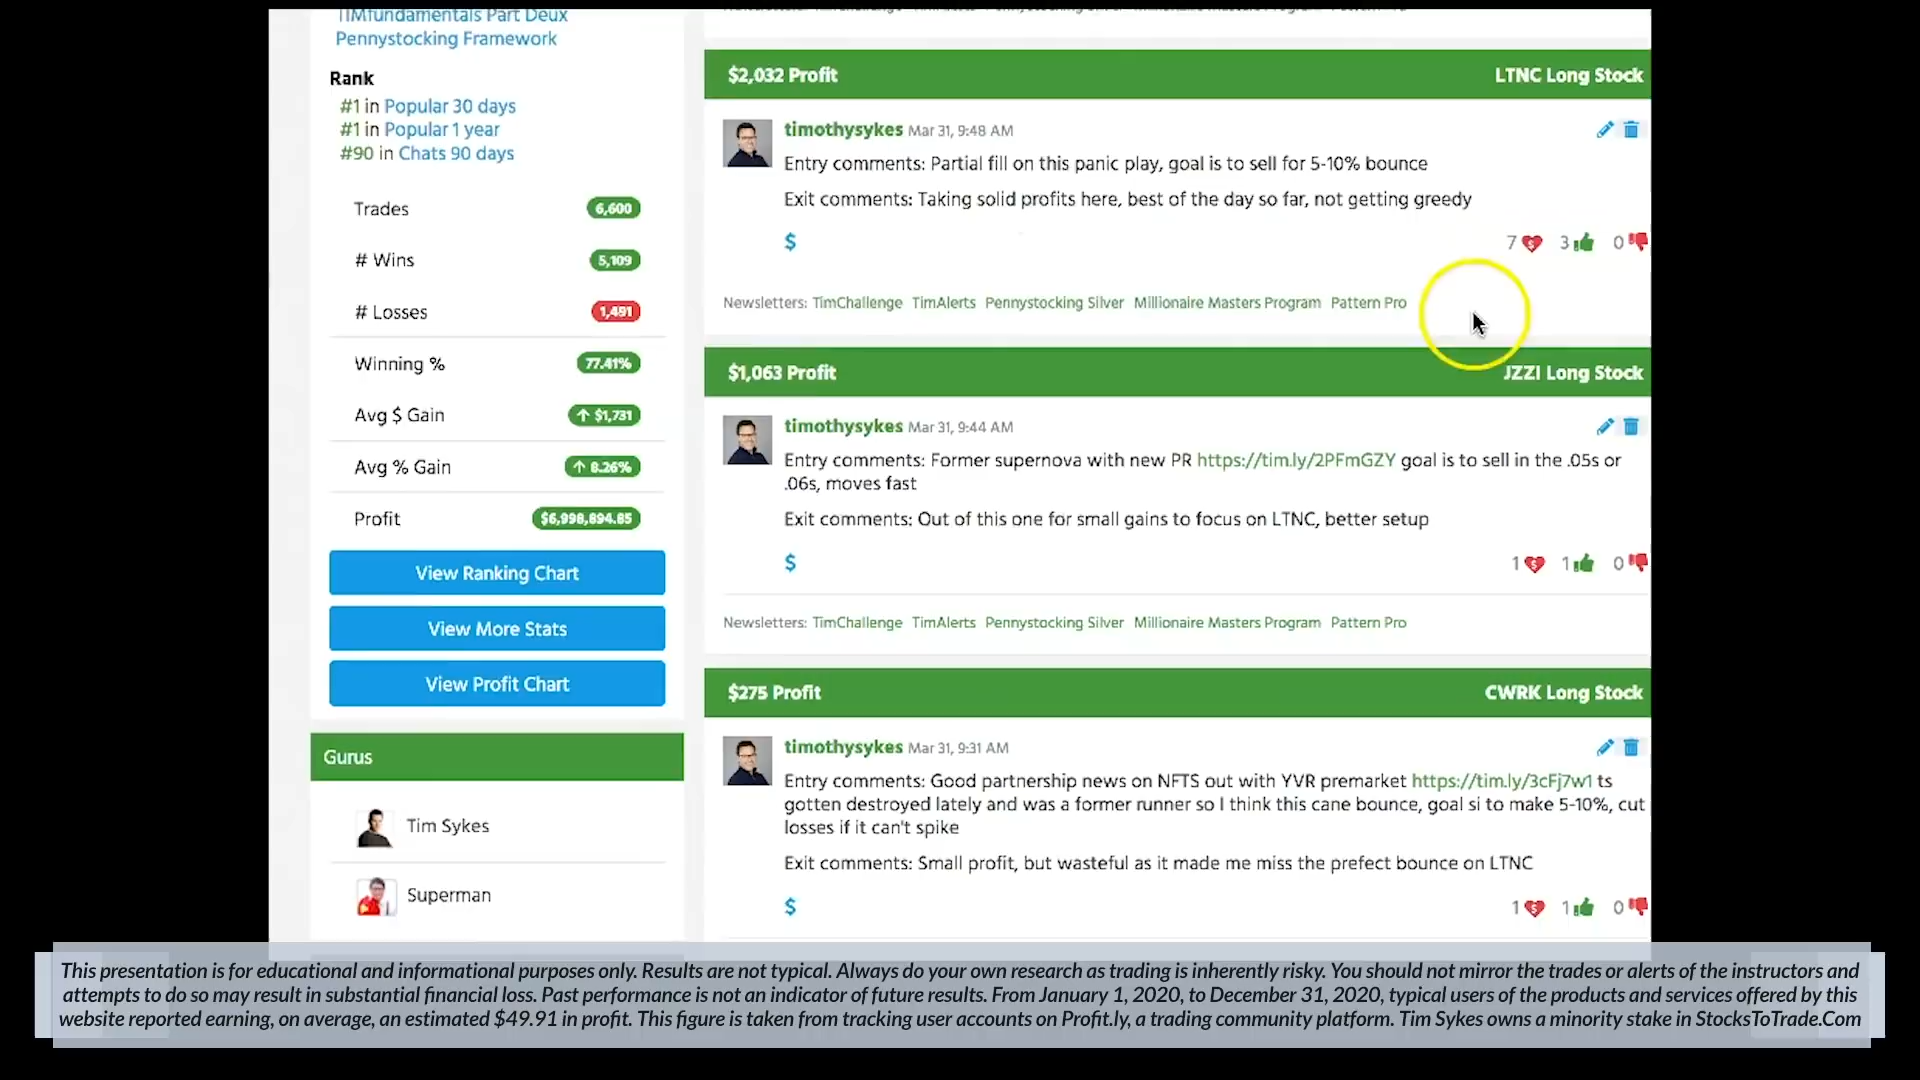 TIMfundamentals Part Deux
Pennystocking Framework
Rank
#1 in Popular 30 days
#1 in Popular 1 year
#90 in Chats 90 days
Trades 6,600
# Wins 5,109
# Losses 1,491
Winning % 77.41%
Avg $ Gain ↑ $1,731
Avg % Gain ↑ 8.26%
Profit $6,998,894.85
View Ranking Chart
View More Stats
View Profit Chart
Gurus
Tim Sykes
Superman
$2,032 Profit LTNC Long Stock
timothysykes Mar 31, 9:48 AM
Entry comments: Partial fill on this panic play, goal is to sell for 5-10% bounce
Exit comments: Taking solid profits here, best of the day so far, not getting greedy
$ 7 3 0
Newsletters: TimChallenge TimAlerts Pennystocking Silver Millionaire Masters Program Pattern Pro
$1,063 Profit JZZI Long Stock
timothysykes Mar 31, 9:44 AM
Entry comments: Former supernova with new PR https://tim.ly/2PFmGZY goal is to sell in the .05s or
.06s, moves fast
Exit comments: Out of this one for small gains to focus on LTNC, better setup
$ 1 1 0
Newsletters: TimChallenge TimAlerts Pennystocking Silver Millionaire Masters Program Pattern Pro
$275 Profit CWRK Long Stock
timothysykes Mar 31, 9:31 AM
Entry comments: Good partnership news on NFTS out with YVR premarket https://tim.ly/3cFj7w1 ts
gotten destroyed lately and was a former runner so I think this cane bounce, goal si to make 5-10%, cut
losses if it can't spike
Exit comments: Small profit, but wasteful as it made me miss the prefect bounce on LTNC
$ 1 1 0
This presentation is for educational and informational purposes only. Results are not typical. Always do your own research as trading is inherently risky. You should not mirror the trades or alerts of the instructors and
attempts to do so may result in substantial financial loss. Past performance is not an indicator of future results. From January 1, 2020, to December 31, 2020, typical users of the products and services offered by this
website reported earning, on average, an estimated $49.91 in profit. This figure is taken from tracking user accounts on Profit.ly, a trading community platform. Tim Sykes owns a minority stake in StocksToTrade.Com